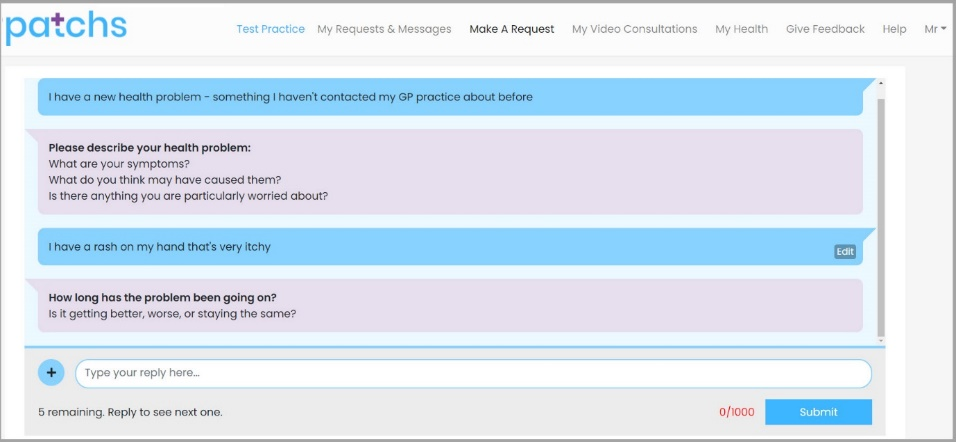 patchs
Test Practice My Requests & Messages Make A Request My Video Consultations My Health Give Feedback Help Mr
I have a new health problem - something I haven't contacted my GP practice about before
Please describe your health problem:
What are your symptoms?
What do you think may have caused them?
Is there anything you are particularly worried about?
I have a rash on my hand that's very itchy
Edit
How long has the problem been going on?
Is it getting better, worse, or staying the same?
+
Type your reply here...
5 remaining. Reply to see next one.
0/1000
Submit